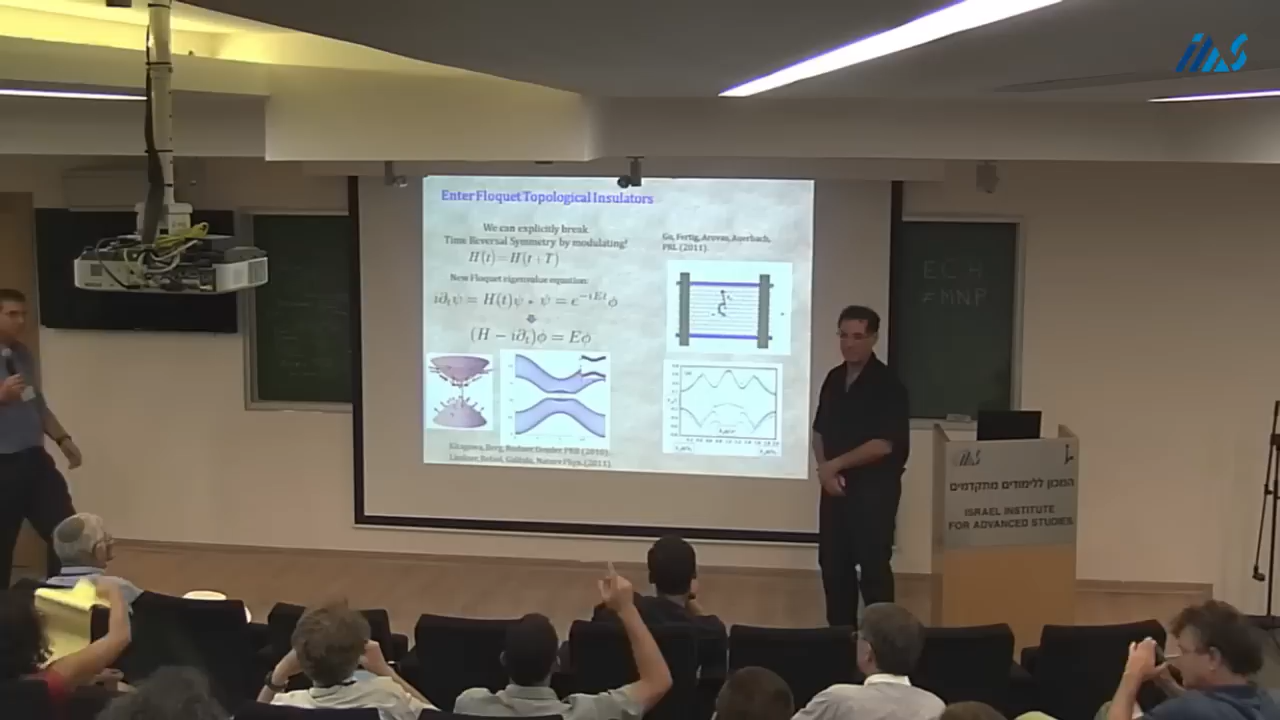 IIAS
Enter Floquet Topological Insulators
We can explicitly break
Time Reversal Symmetry by modulating!
H(t) = H(t + T)
New Floquet eigenvalue equation:
i∂ₜψ = H(t)ψ · ψ = e^{-iEt}ϕ
(H − i∂ₜ)ϕ = Eϕ
Gu, Fertig, Arovas, Auerbach,
PRL (2011).
Kitagawa, Berg, Rudner, Demler, PRB (2010).
Lindner, Refael, Galitski, Nature Phys. (2011)
EC H
≠ MNP
המכון ללימודים מתקדמים
ISRAEL INSTITUTE
FOR ADVANCED STUDIES